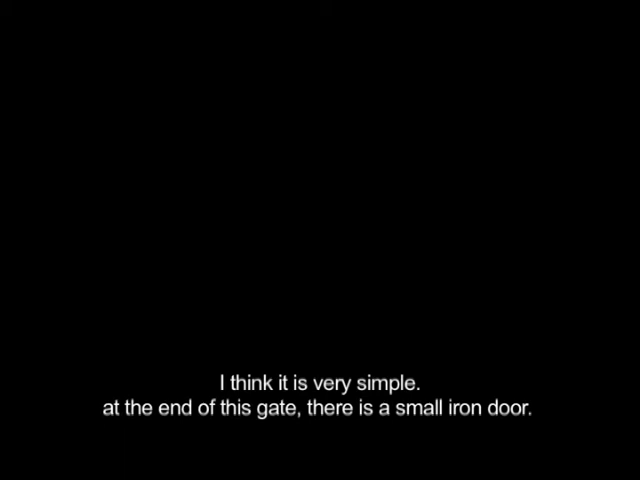 I think it is very simple.
at the end of this gate, there is a small iron door.